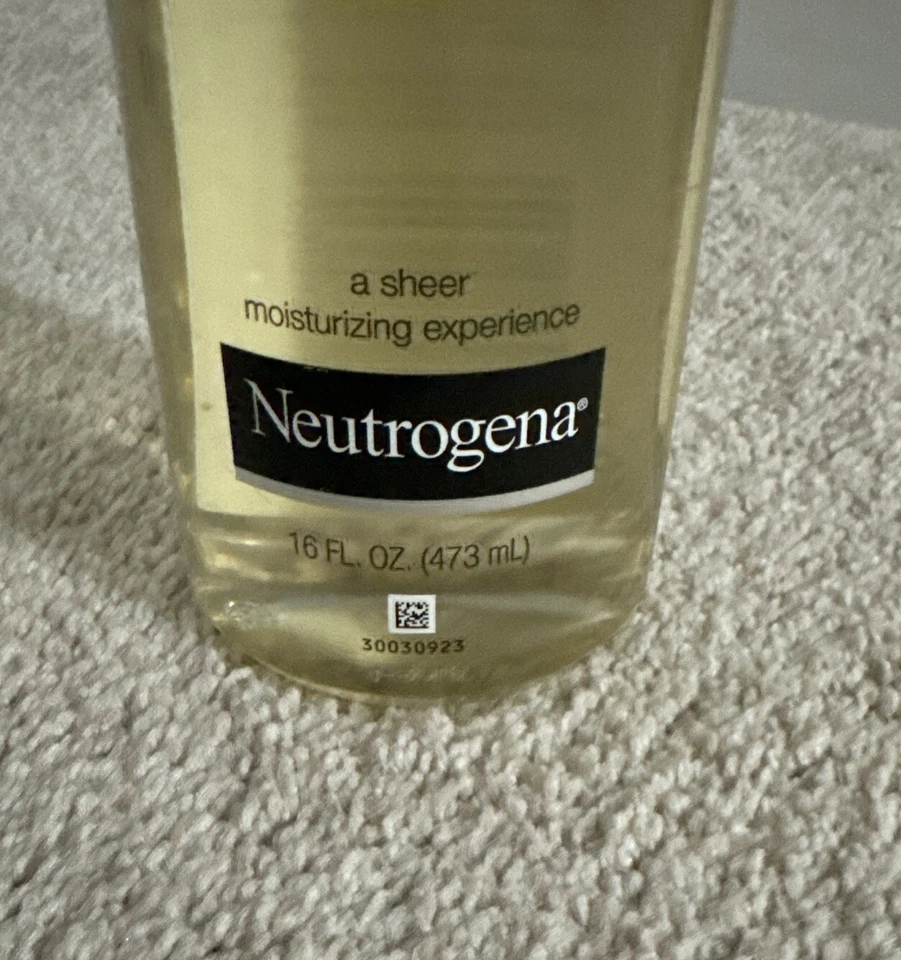 a sheer
moisturizing experience
Neutrogena®
16 FL. OZ. (473 mL)
30030923